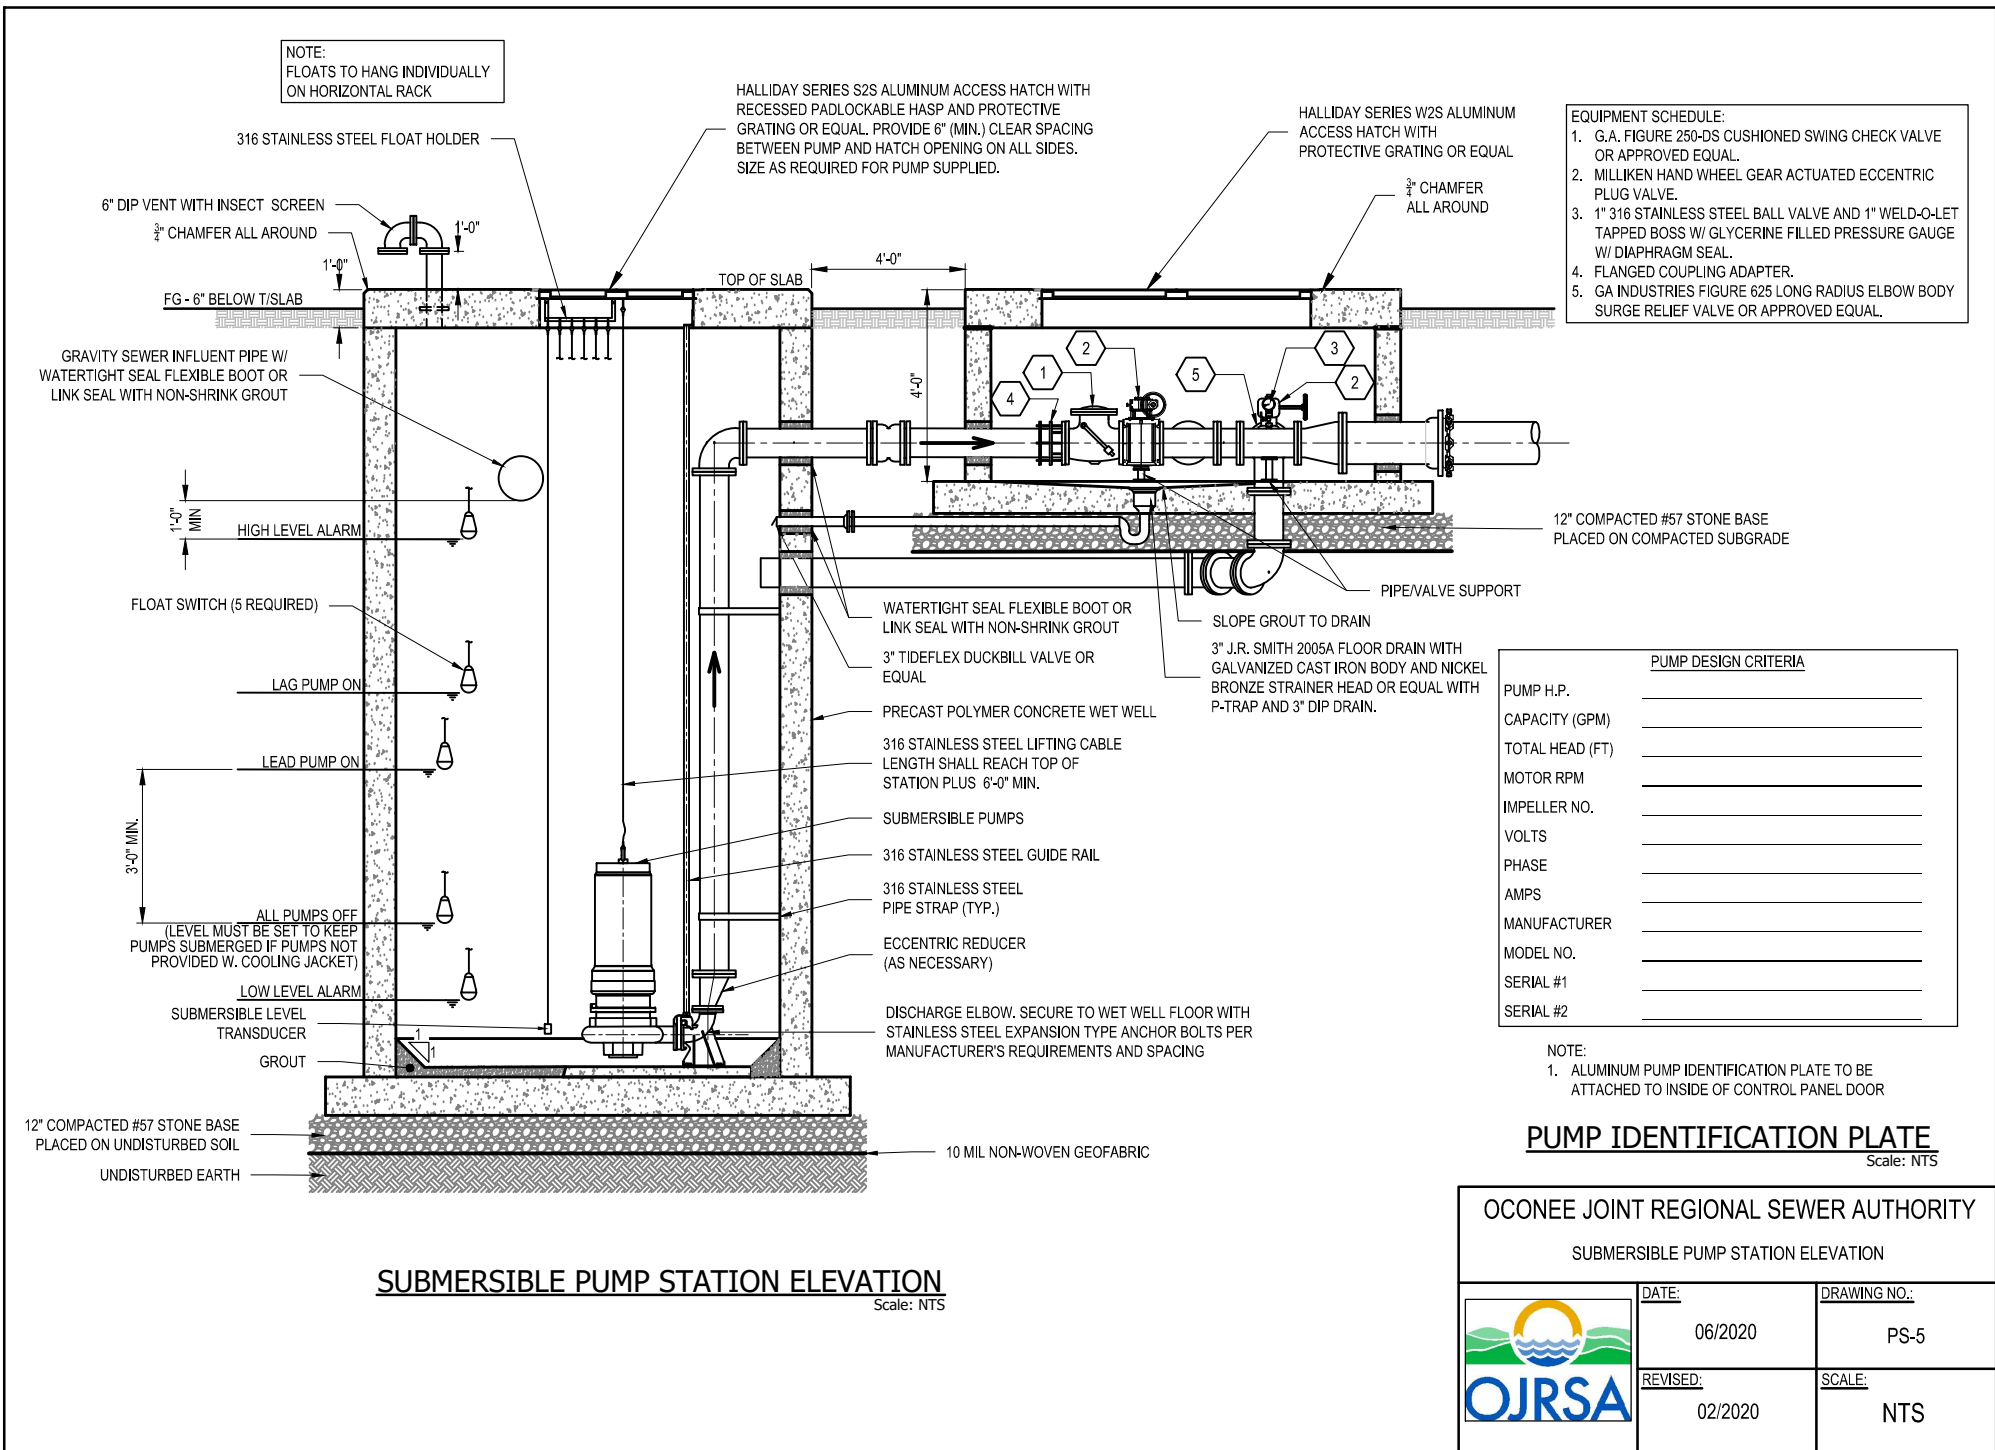 NOTE:
FLOATS TO HANG INDIVIDUALLY
ON HORIZONTAL RACK
316 STAINLESS STEEL FLOAT HOLDER
6" DIP VENT WITH INSECT SCREEN
3/4" CHAMFER ALL AROUND
1'-0"
1'-0"
FG - 6" BELOW T/SLAB
GRAVITY SEWER INFLUENT PIPE W/
WATERTIGHT SEAL FLEXIBLE BOOT OR
LINK SEAL WITH NON-SHRINK GROUT
1'-0"
MIN
HIGH LEVEL ALARM
FLOAT SWITCH (5 REQUIRED)
LAG PUMP ON
LEAD PUMP ON
3'-0" MIN.
ALL PUMPS OFF
(LEVEL MUST BE SET TO KEEP
PUMPS SUBMERGED IF PUMPS NOT
PROVIDED W. COOLING JACKET)
LOW LEVEL ALARM
SUBMERSIBLE LEVEL
TRANSDUCER
1
1
GROUT
12" COMPACTED #57 STONE BASE
PLACED ON UNDISTURBED SOIL
UNDISTURBED EARTH
HALLIDAY SERIES S2S ALUMINUM ACCESS HATCH WITH
RECESSED PADLOCKABLE HASP AND PROTECTIVE
GRATING OR EQUAL. PROVIDE 6" (MIN.) CLEAR SPACING
BETWEEN PUMP AND HATCH OPENING ON ALL SIDES.
SIZE AS REQUIRED FOR PUMP SUPPLIED.
TOP OF SLAB
4'-0"
4'-0"
HALLIDAY SERIES W2S ALUMINUM
ACCESS HATCH WITH
PROTECTIVE GRATING OR EQUAL
3/4" CHAMFER
ALL AROUND
4
1
2
5
3
2
12" COMPACTED #57 STONE BASE
PLACED ON COMPACTED SUBGRADE
PIPE/VALVE SUPPORT
SLOPE GROUT TO DRAIN
3" J.R. SMITH 2005A FLOOR DRAIN WITH
GALVANIZED CAST IRON BODY AND NICKEL
BRONZE STRAINER HEAD OR EQUAL WITH
P-TRAP AND 3" DIP DRAIN.
WATERTIGHT SEAL FLEXIBLE BOOT OR
LINK SEAL WITH NON-SHRINK GROUT
3" TIDEFLEX DUCKBILL VALVE OR
EQUAL
PRECAST POLYMER CONCRETE WET WELL
316 STAINLESS STEEL LIFTING CABLE
LENGTH SHALL REACH TOP OF
STATION PLUS 6'-0" MIN.
SUBMERSIBLE PUMPS
316 STAINLESS STEEL GUIDE RAIL
316 STAINLESS STEEL
PIPE STRAP (TYP.)
ECCENTRIC REDUCER
(AS NECESSARY)
DISCHARGE ELBOW. SECURE TO WET WELL FLOOR WITH
STAINLESS STEEL EXPANSION TYPE ANCHOR BOLTS PER
MANUFACTURER'S REQUIREMENTS AND SPACING
10 MIL NON-WOVEN GEOFABRIC
SUBMERSIBLE PUMP STATION ELEVATION
Scale: NTS
EQUIPMENT SCHEDULE:
1. G.A. FIGURE 250-DS CUSHIONED SWING CHECK VALVE
OR APPROVED EQUAL.
2. MILLIKEN HAND WHEEL GEAR ACTUATED ECCENTRIC
PLUG VALVE.
3. 1" 316 STAINLESS STEEL BALL VALVE AND 1" WELD-O-LET
TAPPED BOSS W/ GLYCERINE FILLED PRESSURE GAUGE
W/ DIAPHRAGM SEAL.
4. FLANGED COUPLING ADAPTER.
5. GA INDUSTRIES FIGURE 625 LONG RADIUS ELBOW BODY
SURGE RELIEF VALVE OR APPROVED EQUAL.
PUMP DESIGN CRITERIA
PUMP H.P.
CAPACITY (GPM)
TOTAL HEAD (FT)
MOTOR RPM
IMPELLER NO.
VOLTS
PHASE
AMPS
MANUFACTURER
MODEL NO.
SERIAL #1
SERIAL #2
NOTE:
1. ALUMINUM PUMP IDENTIFICATION PLATE TO BE
ATTACHED TO INSIDE OF CONTROL PANEL DOOR
PUMP IDENTIFICATION PLATE
Scale: NTS
OCONEE JOINT REGIONAL SEWER AUTHORITY
SUBMERSIBLE PUMP STATION ELEVATION
OJRSA
DATE:
06/2020
DRAWING NO.:
PS-5
REVISED:
02/2020
SCALE:
NTS